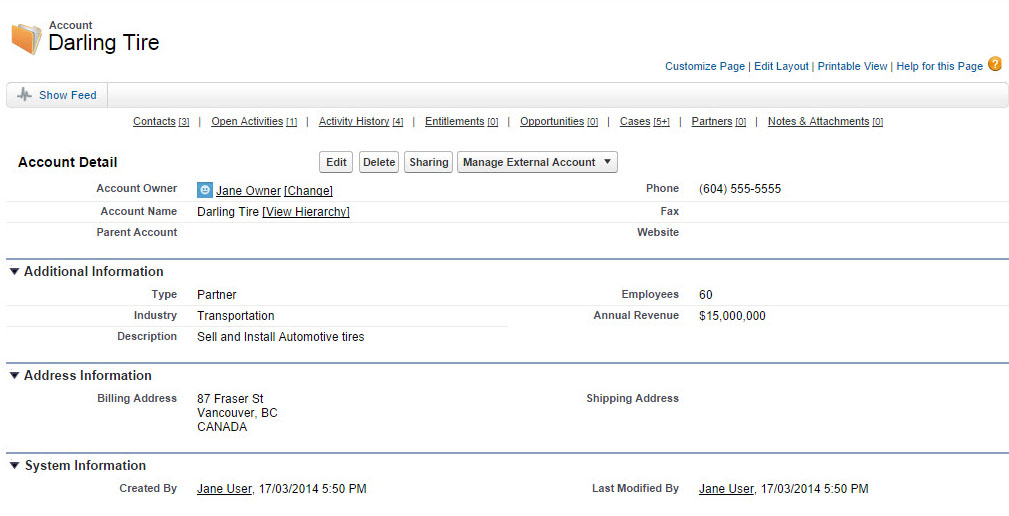 Account
Darling Tire
Customize Page | Edit Layout | Printable View | Help for this Page ?
Show Feed
Contacts [3] | Open Activities [1] | Activity History [4] | Entitlements [0] | Opportunities [0] | Cases [5+] | Partners [0] | Notes & Attachments [0]
Account Detail Edit Delete Sharing Manage External Account
Account Owner Jane Owner [Change] Phone (604) 555-5555
Account Name Darling Tire [View Hierarchy] Fax
Parent Account Website
Additional Information
Type Partner Employees 60
Industry Transportation Annual Revenue $15,000,000
Description Sell and Install Automotive tires
Address Information
Billing Address 87 Fraser St Shipping Address
Vancouver, BC
CANADA
System Information
Created By Jane User, 17/03/2014 5:50 PM Last Modified By Jane User, 17/03/2014 5:50 PM